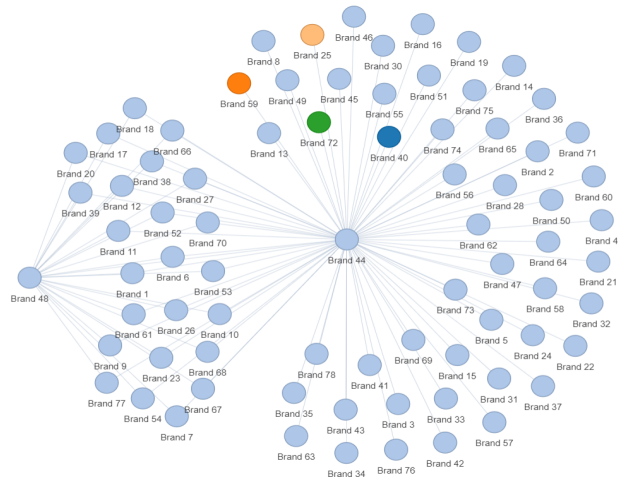 Brand 46
Brand 16
Brand 25
Brand 8
Brand 30
Brand 19
Brand 14
Brand 59
Brand 49
Brand 45
Brand 51
Brand 55
Brand 75
Brand 36
Brand 18
Brand 66
Brand 13
Brand 72
Brand 40
Brand 74
Brand 65
Brand 71
Brand 17
Brand 20
Brand 38
Brand 2
Brand 39
Brand 12
Brand 27
Brand 56
Brand 28
Brand 60
Brand 50
Brand 52
Brand 70
Brand 4
Brand 11
Brand 62
Brand 44
Brand 64
Brand 6
Brand 21
Brand 48
Brand 1
Brand 53
Brand 47
Brand 58
Brand 32
Brand 61
Brand 26
Brand 10
Brand 73
Brand 5
Brand 24
Brand 22
Brand 9
Brand 23
Brand 68
Brand 78
Brand 69
Brand 15
Brand 41
Brand 77
Brand 54
Brand 67
Brand 31
Brand 37
Brand 35
Brand 43
Brand 3
Brand 33
Brand 7
Brand 57
Brand 63
Brand 34
Brand 76
Brand 42